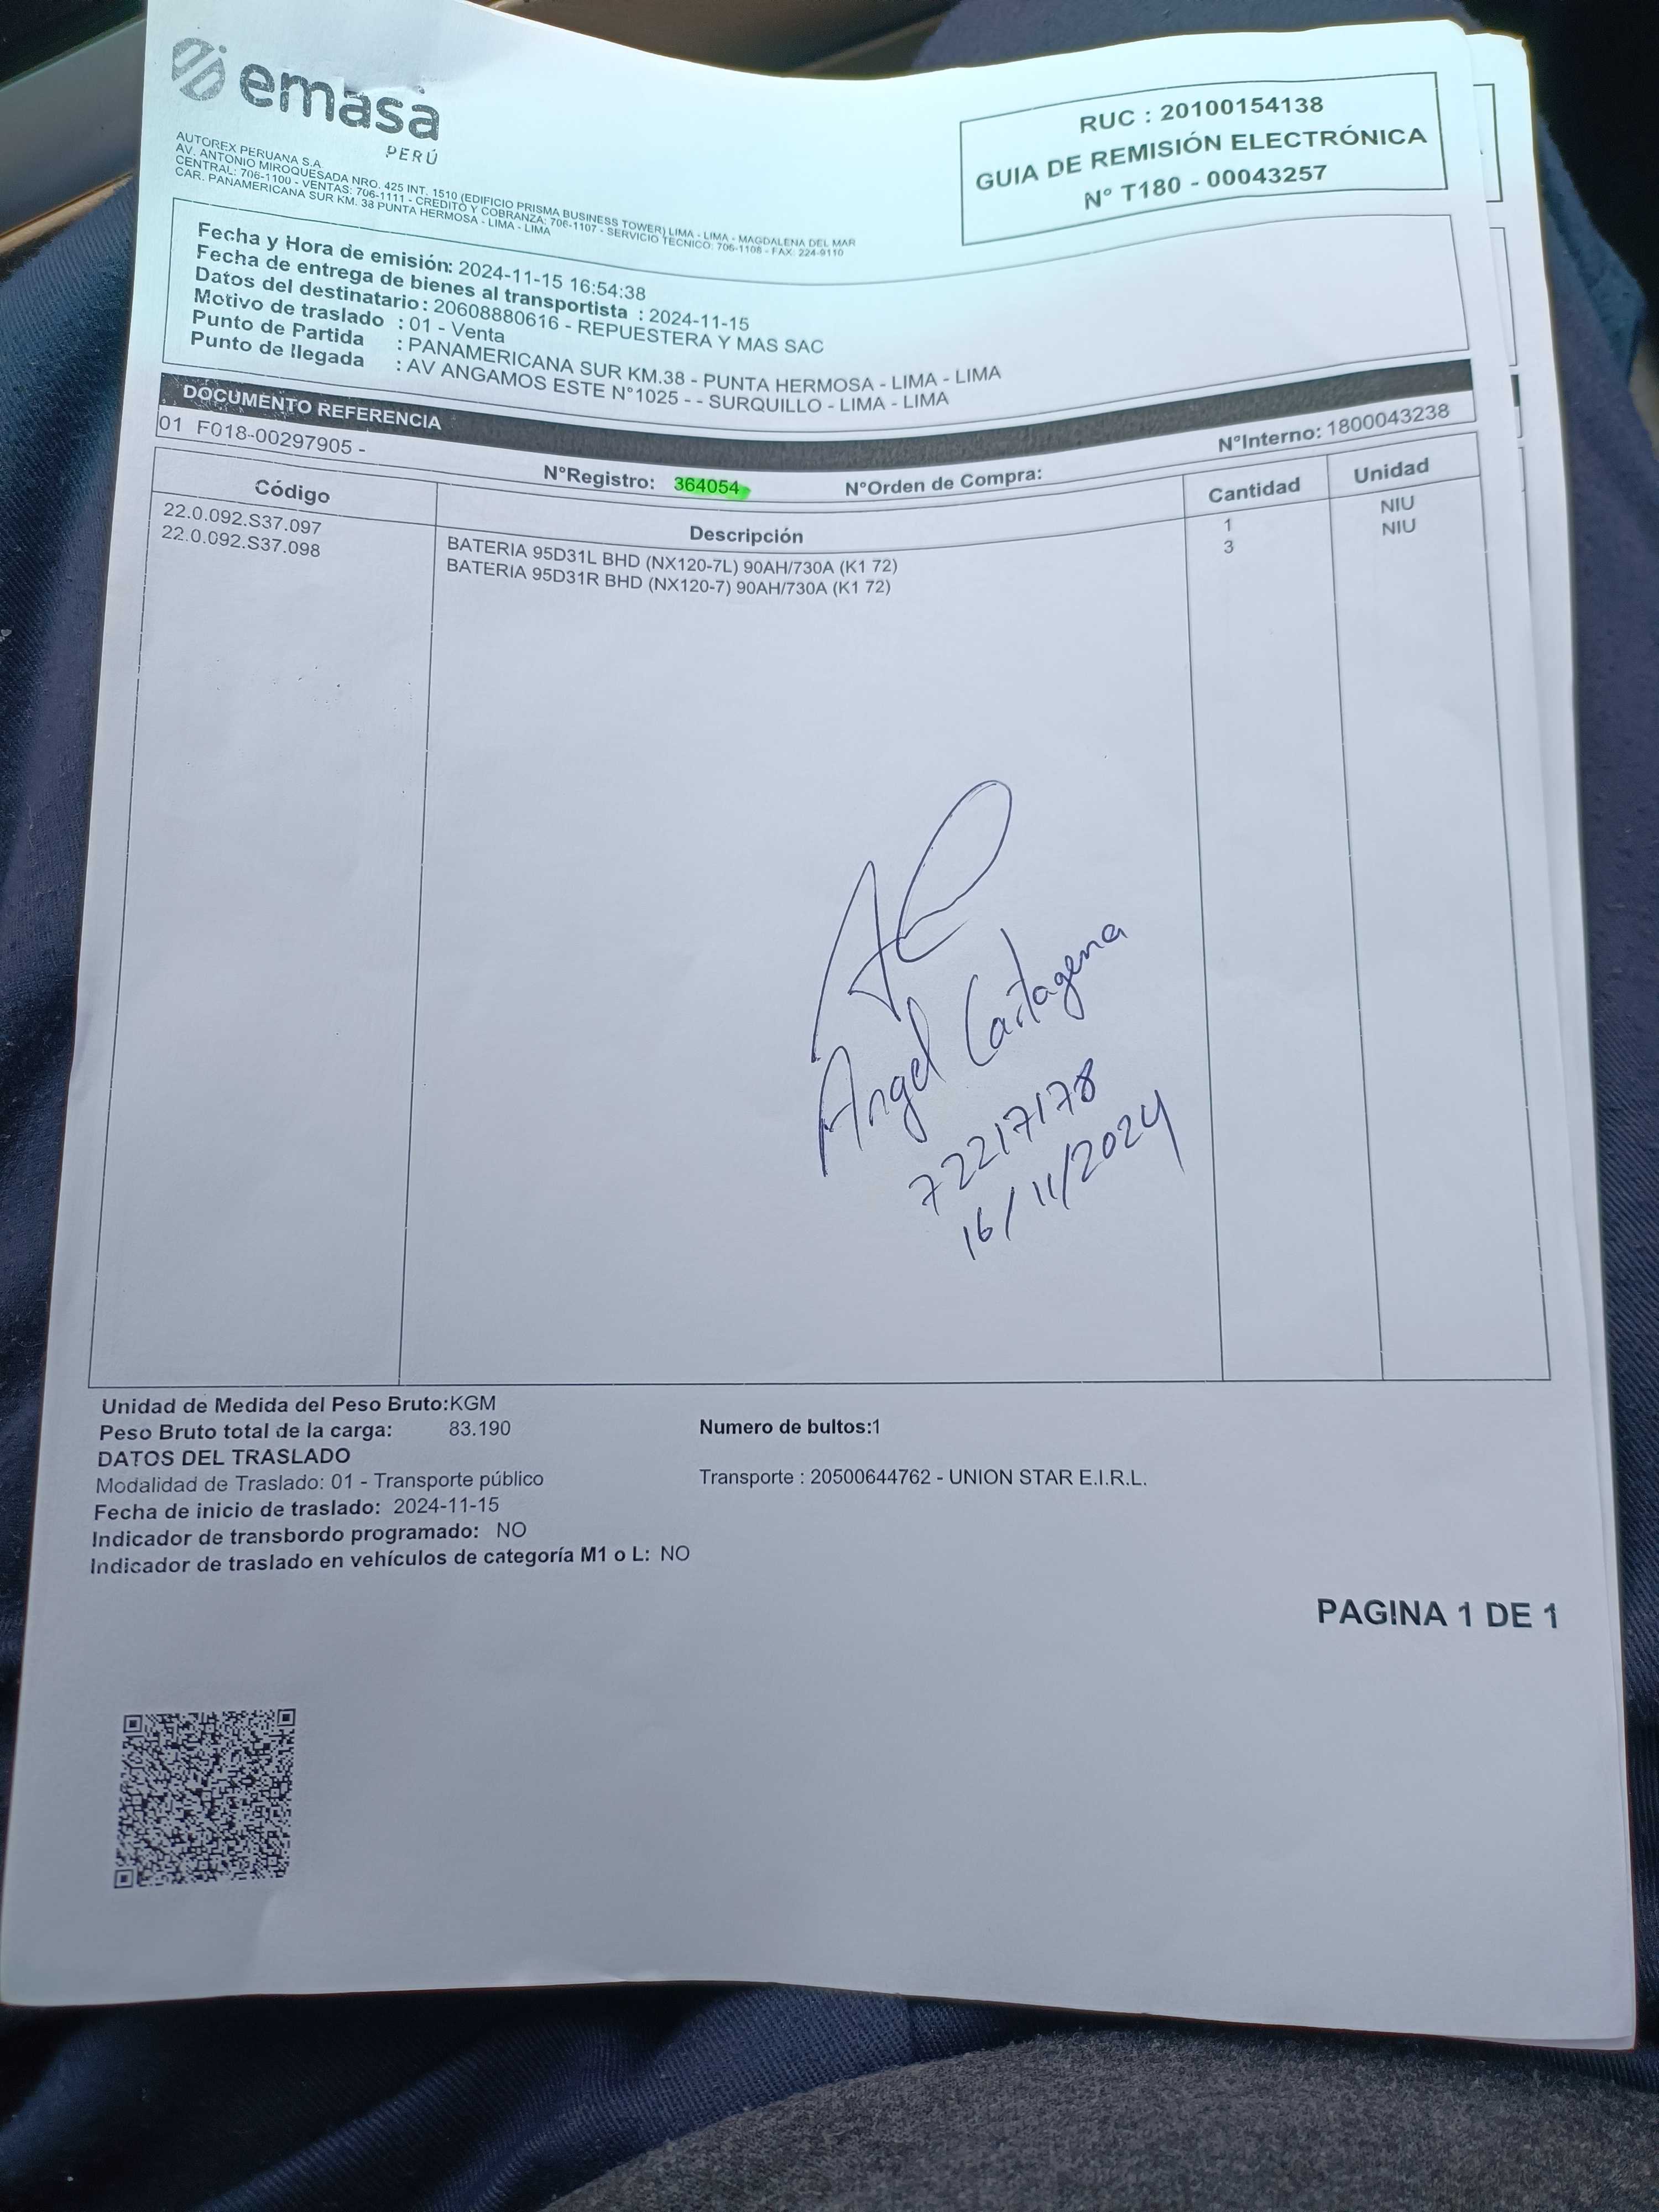 emasa
PERÚ
AUTOREX PERUANA S.A.
AV. ANTONIO MIROQUESADA NRO. 425 INT. 1510 (EDIFICIO PRISMA BUSINESS TOWER) LIMA - LIMA - MAGDALENA DEL MAR
CENTRAL: 706-1100 - VENTAS: 706-1111 - CREDITO Y COBRANZA: 706-1107 - SERVICIO TECNICO: 706-1108 - FAX: 224-9110
CAR. PANAMERICANA SUR KM. 38 PUNTA HERMOSA - LIMA - LIMA
RUC : 20100154138
GUIA DE REMISIÓN ELECTRÓNICA
N° T180 - 00043257
Fecha y Hora de emisión: 2024-11-15 16:54:38
Fecha de entrega de bienes al transportista : 2024-11-15
Datos del destinatario : 20608880616 - REPUESTERA Y MAS SAC
Motivo de traslado : 01 - Venta
Punto de Partida : PANAMERICANA SUR KM.38 - PUNTA HERMOSA - LIMA - LIMA
Punto de llegada : AV ANGAMOS ESTE N°1025 - - SURQUILLO - LIMA - LIMA
DOCUMENTO REFERENCIA
01 F018-00297905 -
N°Registro: 364054 N°Orden de Compra: N°Interno: 1800043238
Código Descripción Cantidad Unidad
22.0.092.S37.097 BATERIA 95D31L BHD (NX120-7L) 90AH/730A (K1 72) 1 NIU
22.0.092.S37.098 BATERIA 95D31R BHD (NX120-7) 90AH/730A (K1 72) 3 NIU
AC
Angel Cartagena
72217178
16/11/2024
Unidad de Medida del Peso Bruto:KGM
Peso Bruto total de la carga: 83.190 Numero de bultos:1
DATOS DEL TRASLADO
Modalidad de Traslado: 01 - Transporte público Transporte : 20500644762 - UNION STAR E.I.R.L.
Fecha de inicio de traslado: 2024-11-15
Indicador de transbordo programado: NO
Indicador de traslado en vehículos de categoría M1 o L: NO
PAGINA 1 DE 1